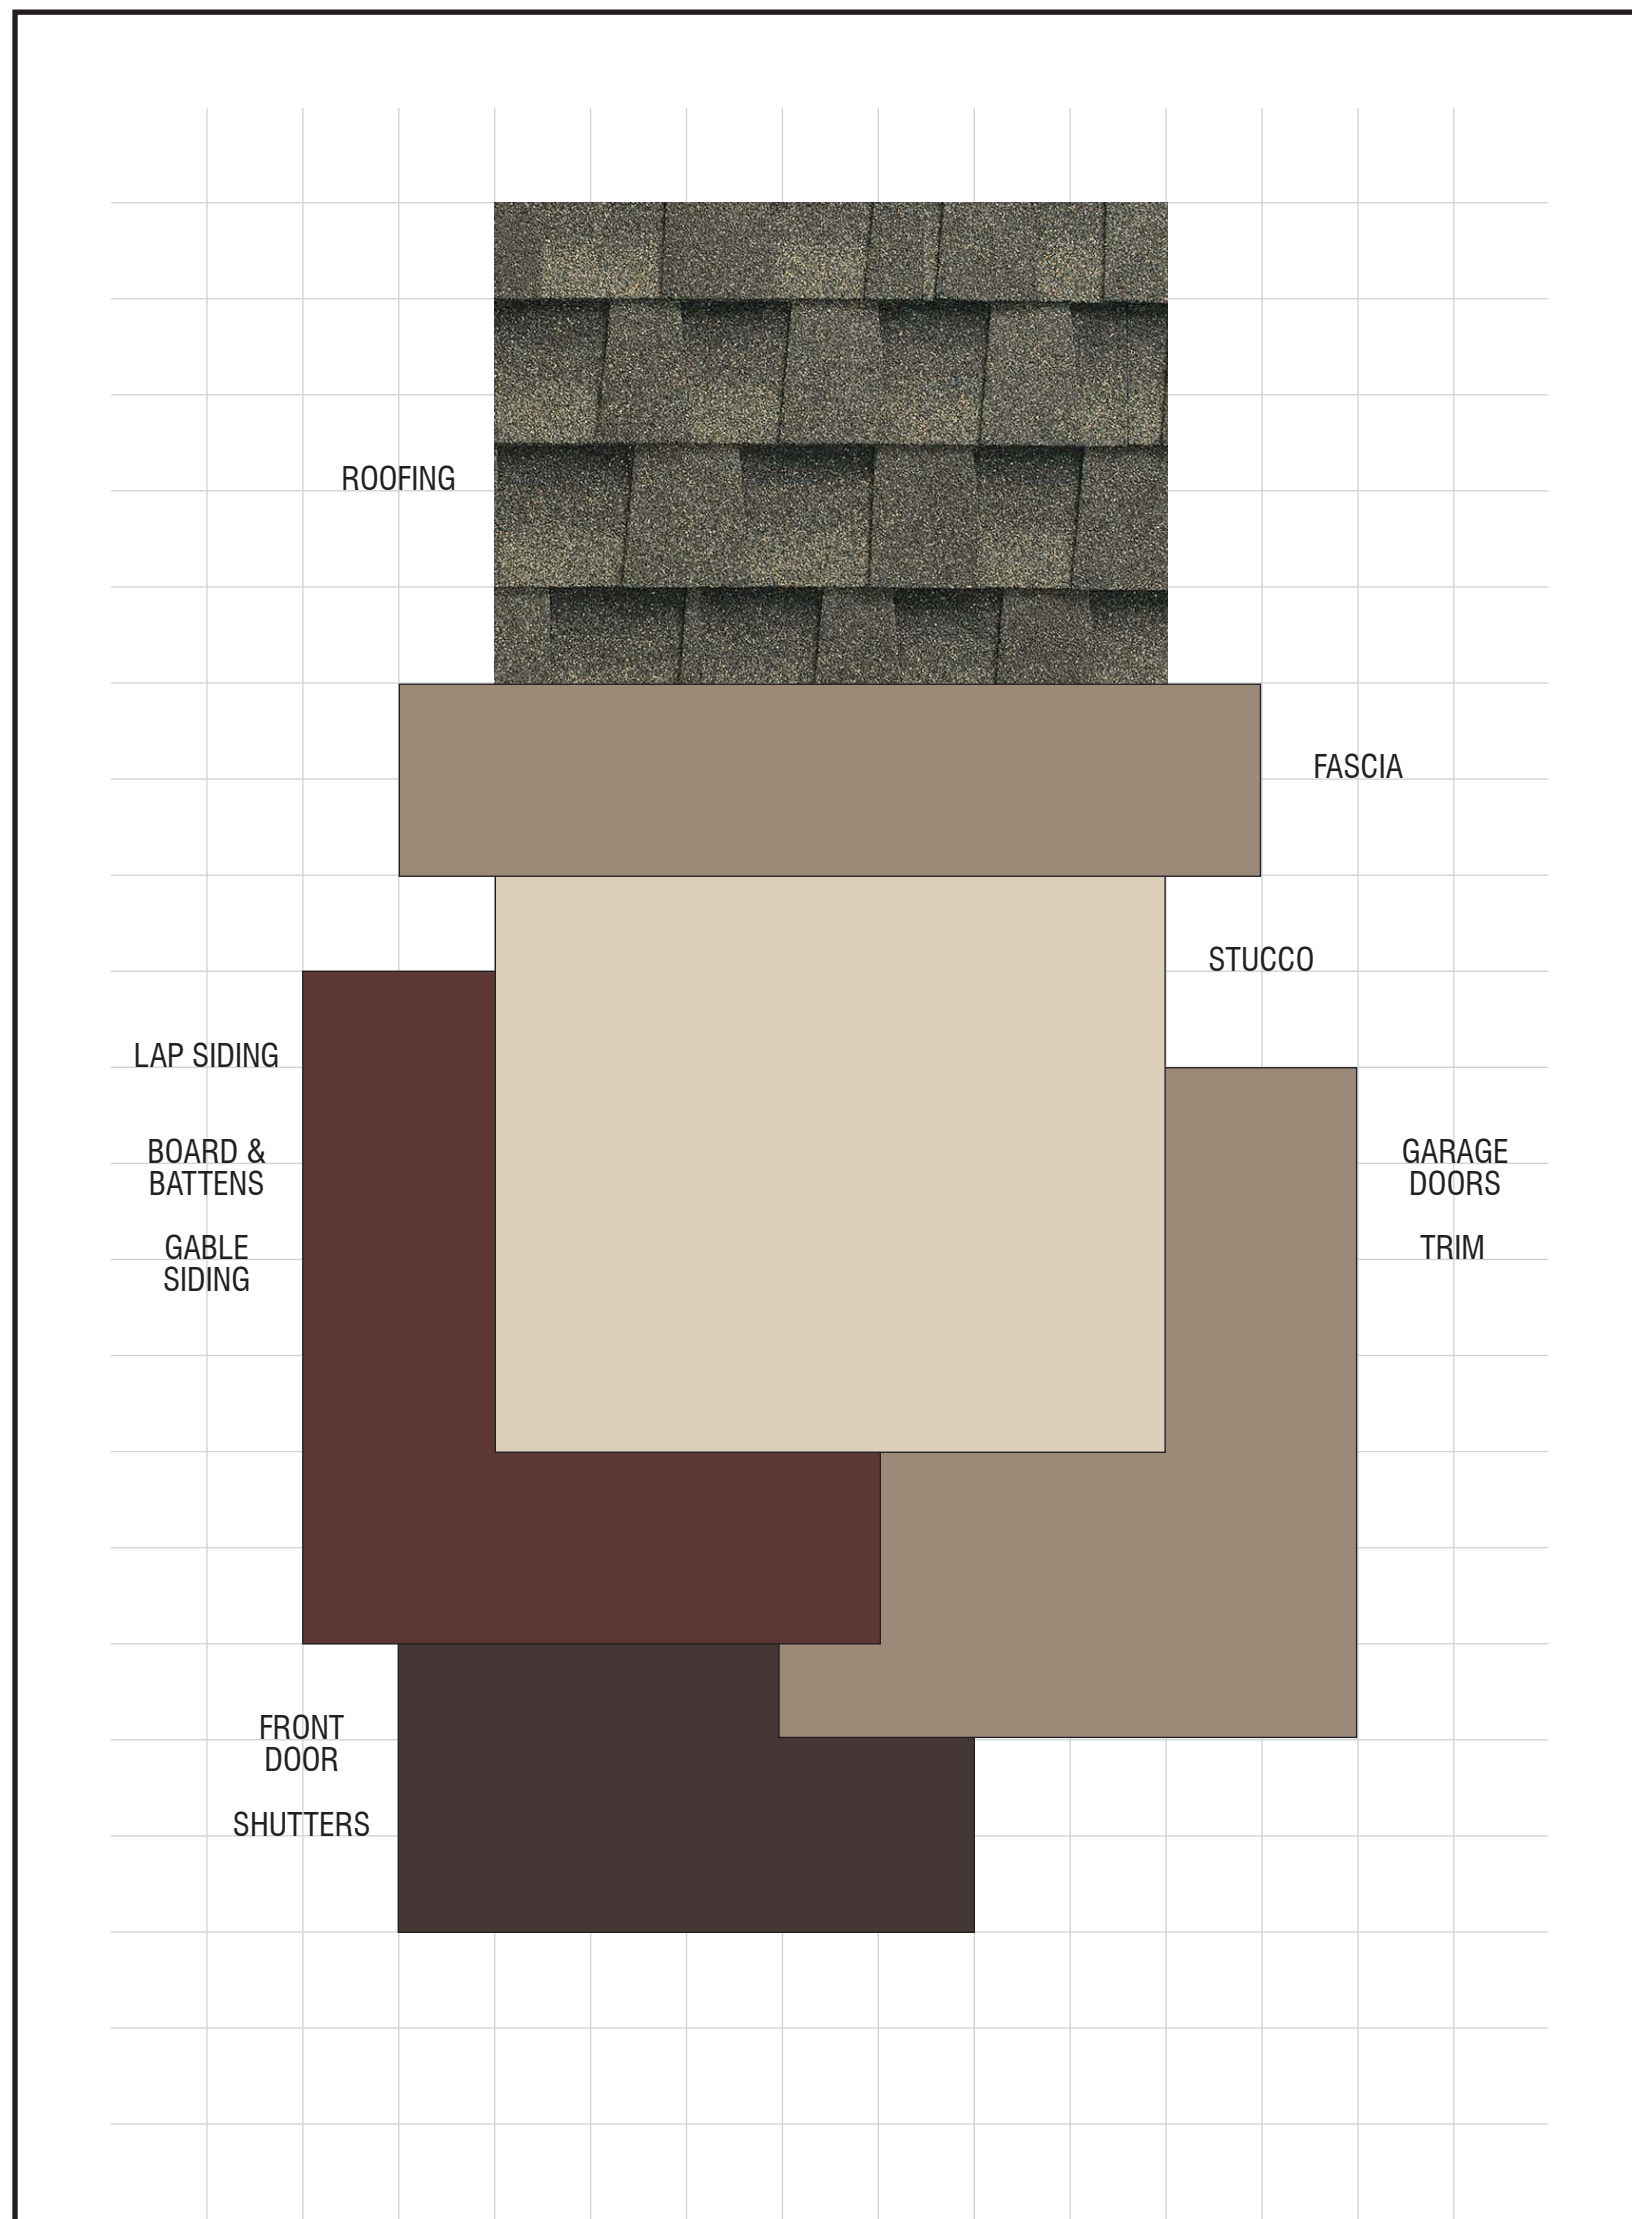 ROOFING
FASCIA
STUCCO
LAP SIDING
BOARD &
BATTENS
GABLE
SIDING
GARAGE
DOORS
TRIM
FRONT
DOOR
SHUTTERS